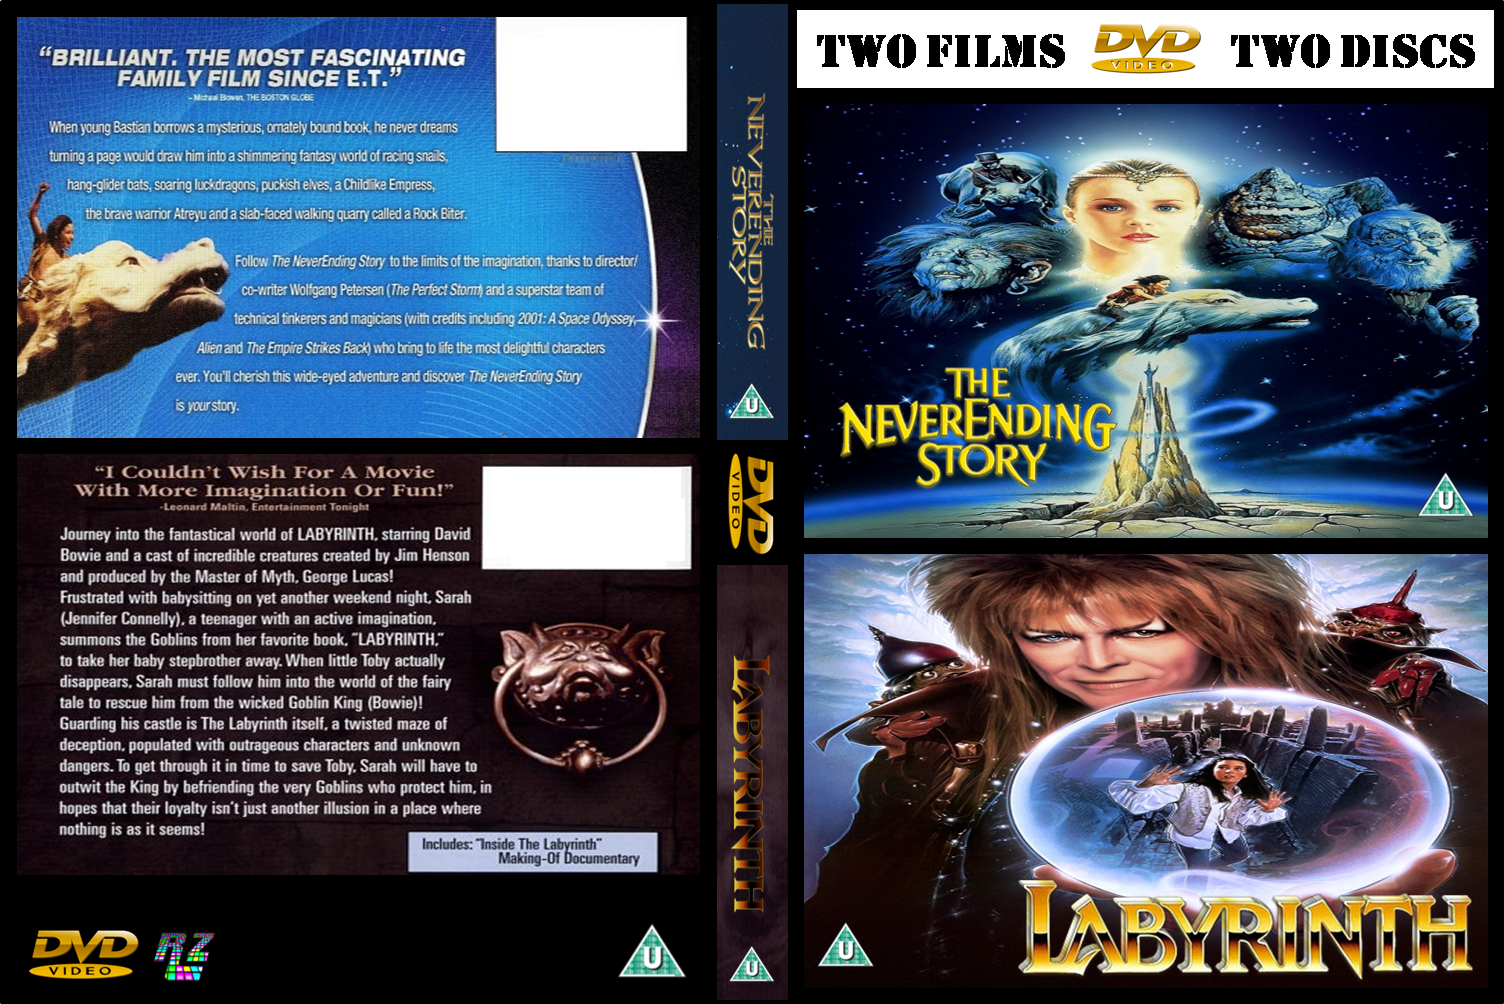 “BRILLIANT. THE MOST FASCINATING
FAMILY FILM SINCE E.T.”
– Michael Blowen, THE BOSTON GLOBE
When young Bastian borrows a mysterious, ornately bound book, he never dreams
turning a page would draw him into a shimmering fantasy world of racing snails,
hang-glider bats, soaring luckdragons, puckish elves, a Childlike Empress,
the brave warrior Atreyu and a slab-faced walking quarry called a Rock Biter.
Follow The NeverEnding Story to the limits of the imagination, thanks to director/
co-writer Wolfgang Petersen (The Perfect Storm) and a superstar team of
technical tinkerers and magicians (with credits including 2001: A Space Odyssey,
Alien and The Empire Strikes Back) who bring to life the most delightful characters
ever. You'll cherish this wide-eyed adventure and discover The NeverEnding Story
is your story.
“I Couldn't Wish For A Movie
With More Imagination Or Fun!”
-Leonard Maltin, Entertainment Tonight
Journey into the fantastical world of LABYRINTH, starring David
Bowie and a cast of incredible creatures created by Jim Henson
and produced by the Master of Myth, George Lucas!
Frustrated with babysitting on yet another weekend night, Sarah
(Jennifer Connelly), a teenager with an active imagination,
summons the Goblins from her favorite book, “LABYRINTH,”
to take her baby stepbrother away. When little Toby actually
disappears, Sarah must follow him into the world of the fairy
tale to rescue him from the wicked Goblin King (Bowie)!
Guarding his castle is The Labyrinth itself, a twisted maze of
deception, populated with outrageous characters and unknown
dangers. To get through it in time to save Toby, Sarah will have to
outwit the King by befriending the very Goblins who protect him, in
hopes that their loyalty isn't just another illusion in a place where
nothing is as it seems!
Includes: “Inside The Labyrinth”
Making-Of Documentary
DVD
VIDEO
RZ
U
THE
NEVERENDING
STORY
U
DVD
VIDEO
LABYRINTH
U
TWO FILMS
DVD
VIDEO
TWO DISCS
THE
NEVERENDING
STORY
U
LABYRINTH
U